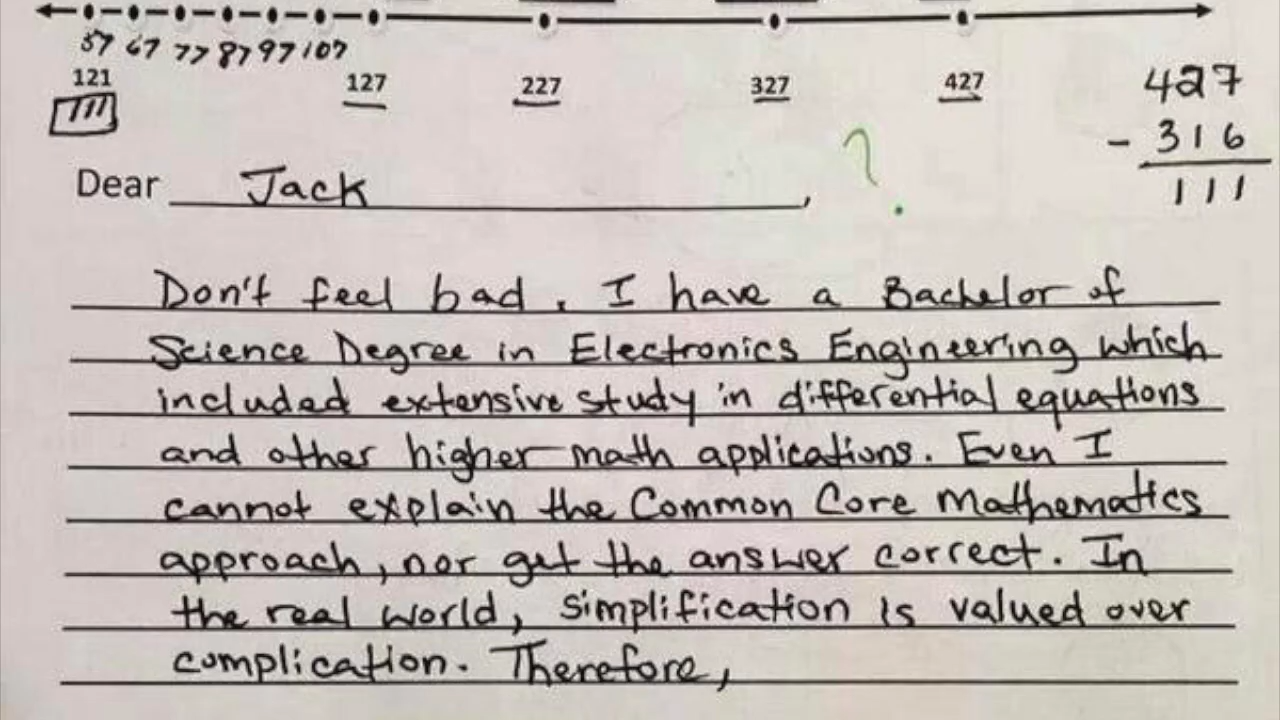 57 67 77 87 97 107
121 127 227 327 427
111
427
- 316
111
Dear Jack,
?
Don't feel bad. I have a Bachelor of
Science Degree in Electronics Engineering which
included extensive study in differential equations
and other higher math applications. Even I
cannot explain the Common Core Mathematics
approach, nor get the answer correct. In
the real world, simplification is valued over
complication. Therefore,